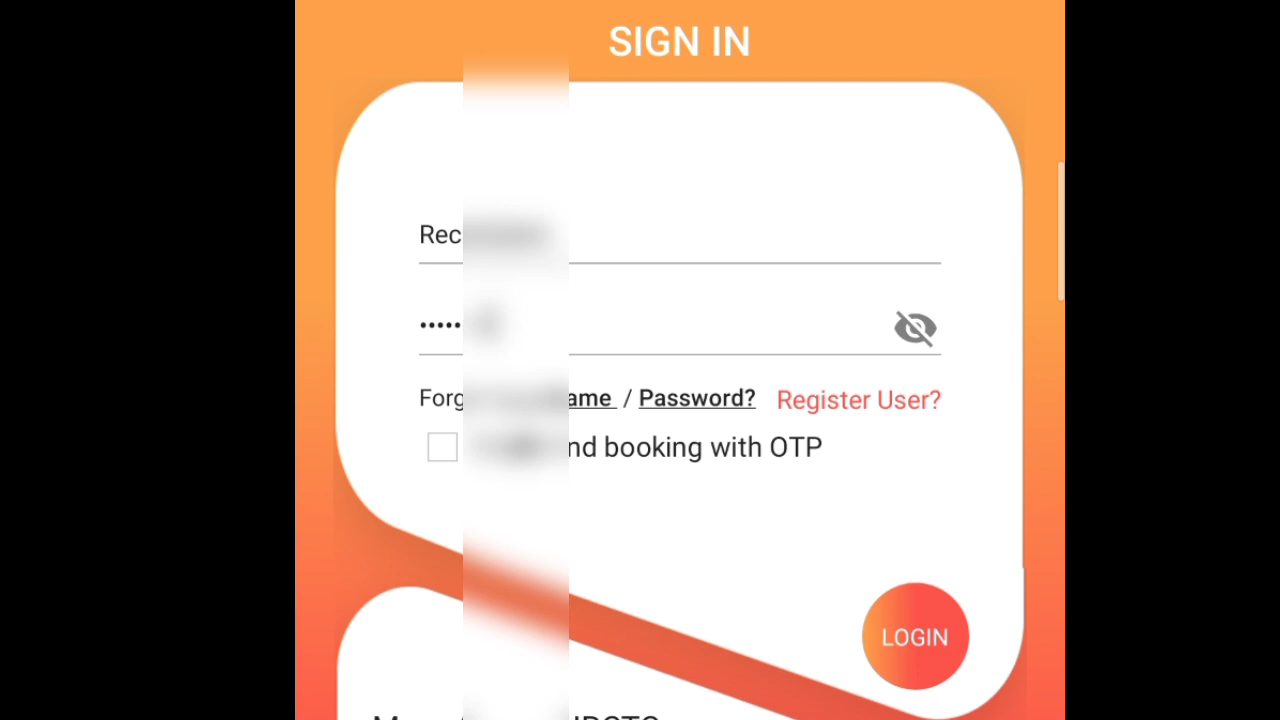 SIGN IN
Rec
•••••
Forg ame / Password? Register User?
nd booking with OTP
LOGIN